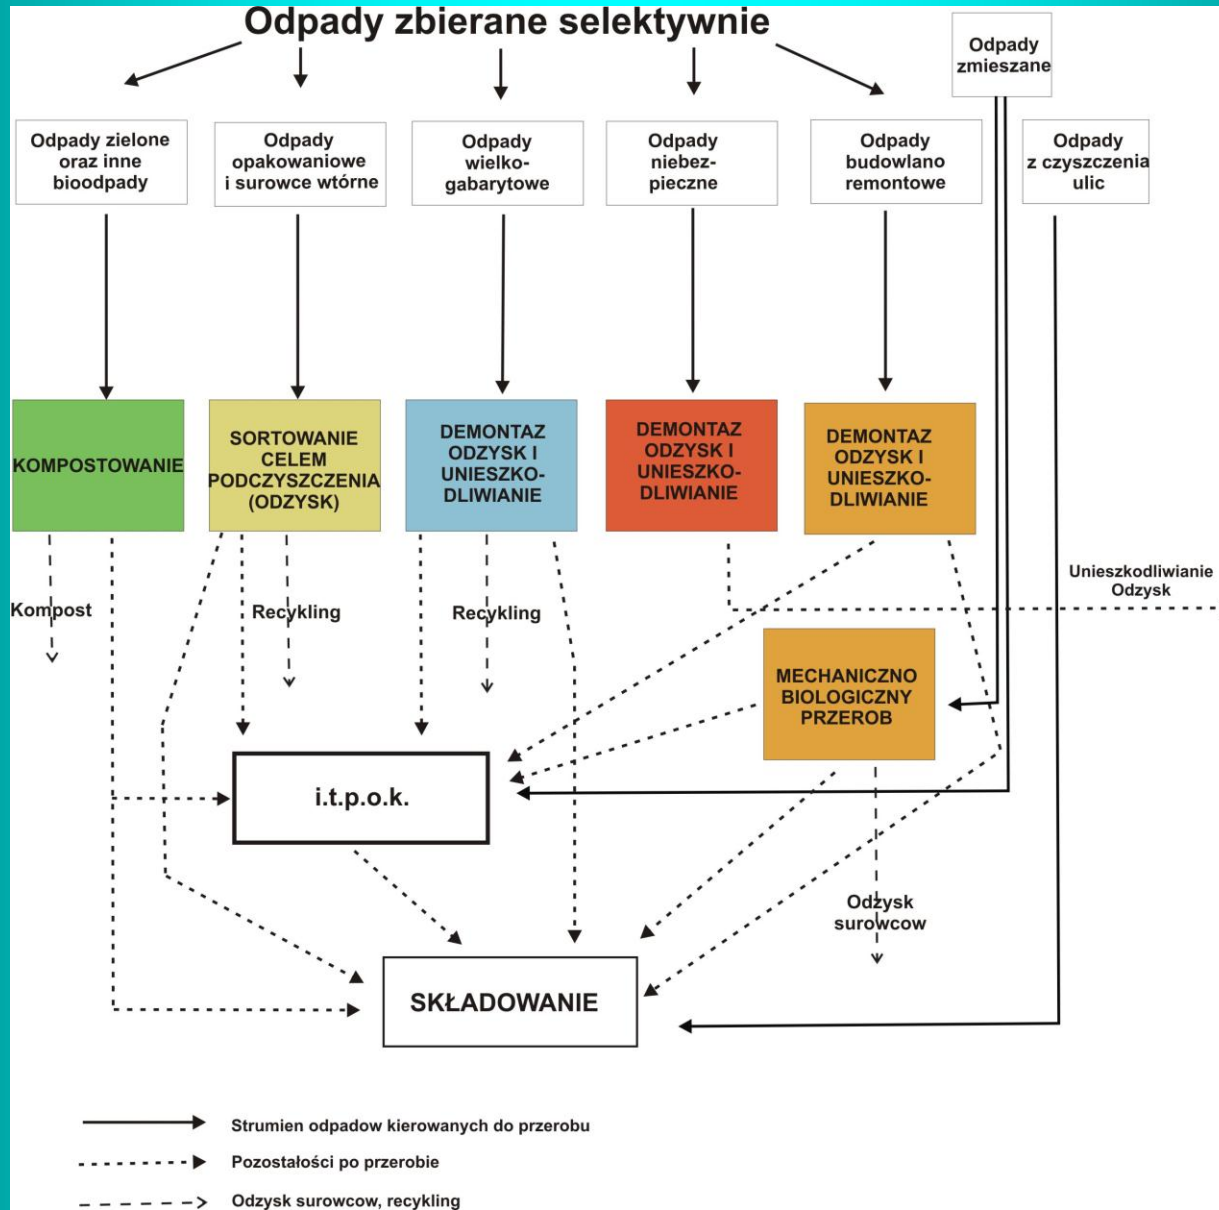 Odpady zbierane selektywnie
Odpady
zmieszane
Odpady zielone
oraz inne
bioodpady
Odpady
opakowaniowe
i surowce wtórne
Odpady
wielko-
gabarytowe
Odpady
niebez-
pieczne
Odpady
budowlano
remontowe
Odpady
z czyszczenia
ulic
KOMPOSTOWANIE
SORTOWANIE
CELEM
PODCZYSZCZENIA
(ODZYSK)
DEMONTAZ
ODZYSK I
UNIESZKO-
DLIWIANIE
DEMONTAZ
ODZYSK I
UNIESZKO-
DLIWIANIE
DEMONTAZ
ODZYSK I
UNIESZKO-
DLIWIANIE
Unieszkodliwianie
Odzysk
Kompost
Recykling
Recykling
MECHANICZNO
BIOLOGICZNY
PRZEROB
i.t.p.o.k.
Odzysk
surowcow
SKŁADOWANIE
Strumien odpadow kierowanych do przerobu
Pozostałości po przerobie
Odzysk surowcow, recykling